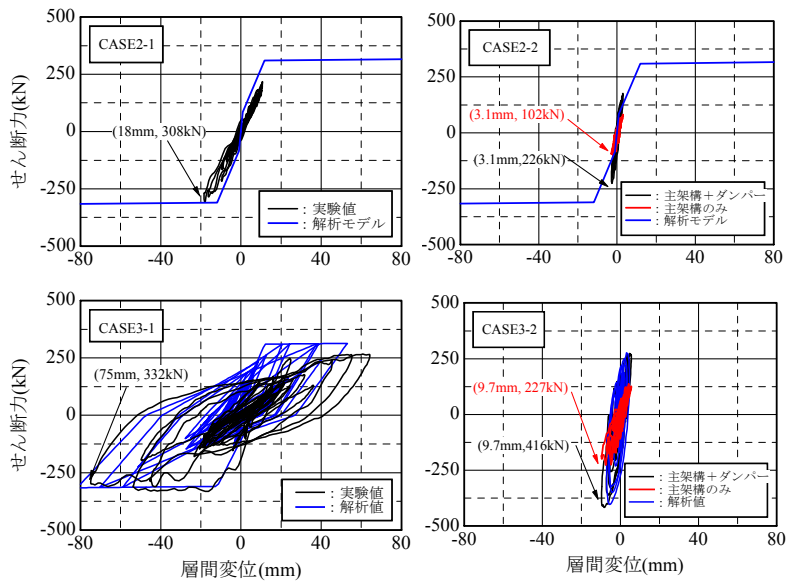 CASE2-1
せん断力(kN)
500
250
0
-250
-500
(18mm, 308kN)
：実験値
：解析モデル
-80
-40
0
40
80
CASE2-2
500
250
0
-250
-500
(3.1mm, 102kN)
(3.1mm,226kN)
：主架構＋ダンパー
：主架構のみ
：解析モデル
-80
-40
0
40
80
CASE3-1
せん断力(kN)
500
250
0
-250
-500
(75mm, 332kN)
：実験値
：解析値
-80
-40
0
40
80
層間変位(mm)
CASE3-2
500
250
0
-250
-500
(9.7mm, 227kN)
(9.7mm,416kN)
：主架構＋ダンパー
：主架構のみ
：解析値
-80
-40
0
40
80
層間変位(mm)